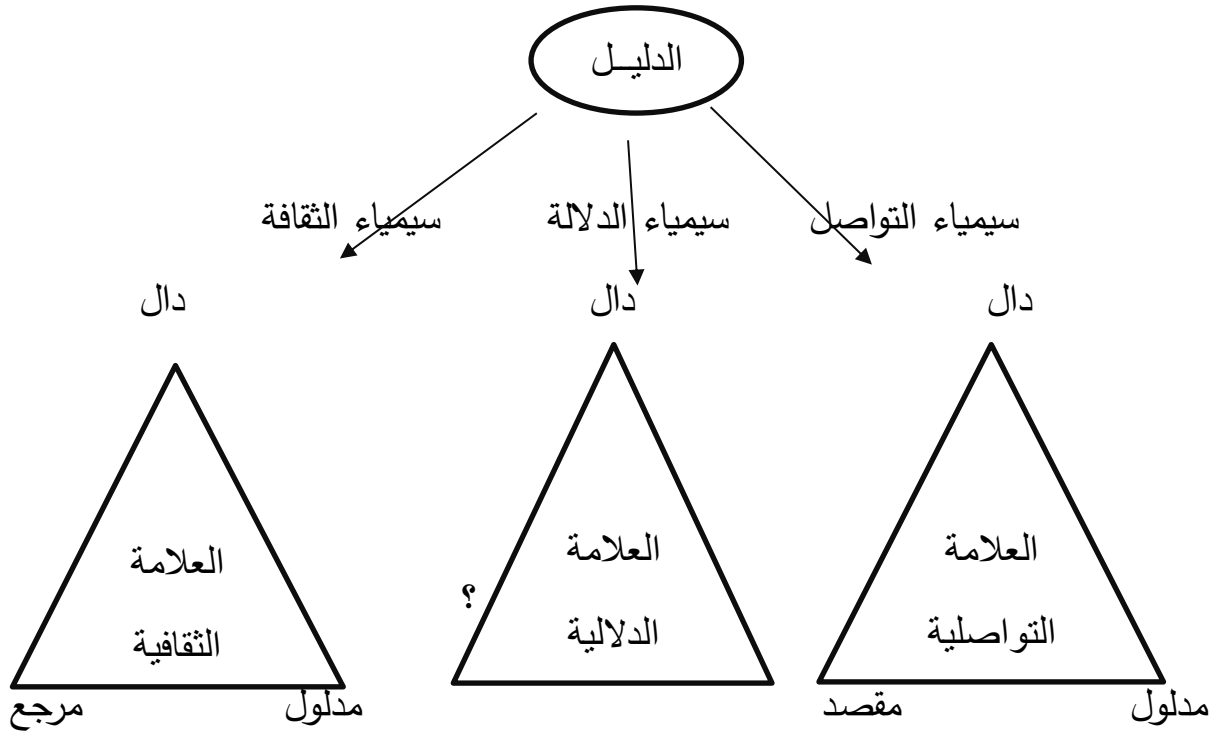 الدليــل
سيمياء التواصل
سيمياء الدلالة
سيمياء الثقافة
دال
دال
دال
العلامة
التواصلية
العلامة
الدلالية
؟
العلامة
الثقافية
مدلول
مقصد
مدلول
مرجع